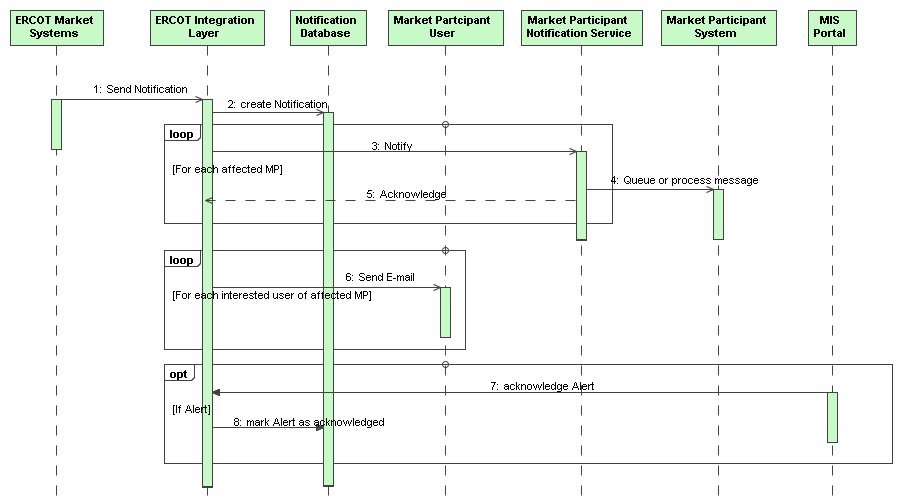 ERCOT Market
Systems
ERCOT Integration
Layer
Notification
Database
Market Partcipant
User
Market Participant
Notification Service
Market Participant
System
MIS
Portal
1: Send Notification
2: create Notification
loop
3: Notify
[For each affected MP]
4: Queue or process message
5: Acknowledge
loop
6: Send E-mail
[For each interested user of affected MP]
opt
7: acknowledge Alert
[If Alert]
8: mark Alert as acknowledged